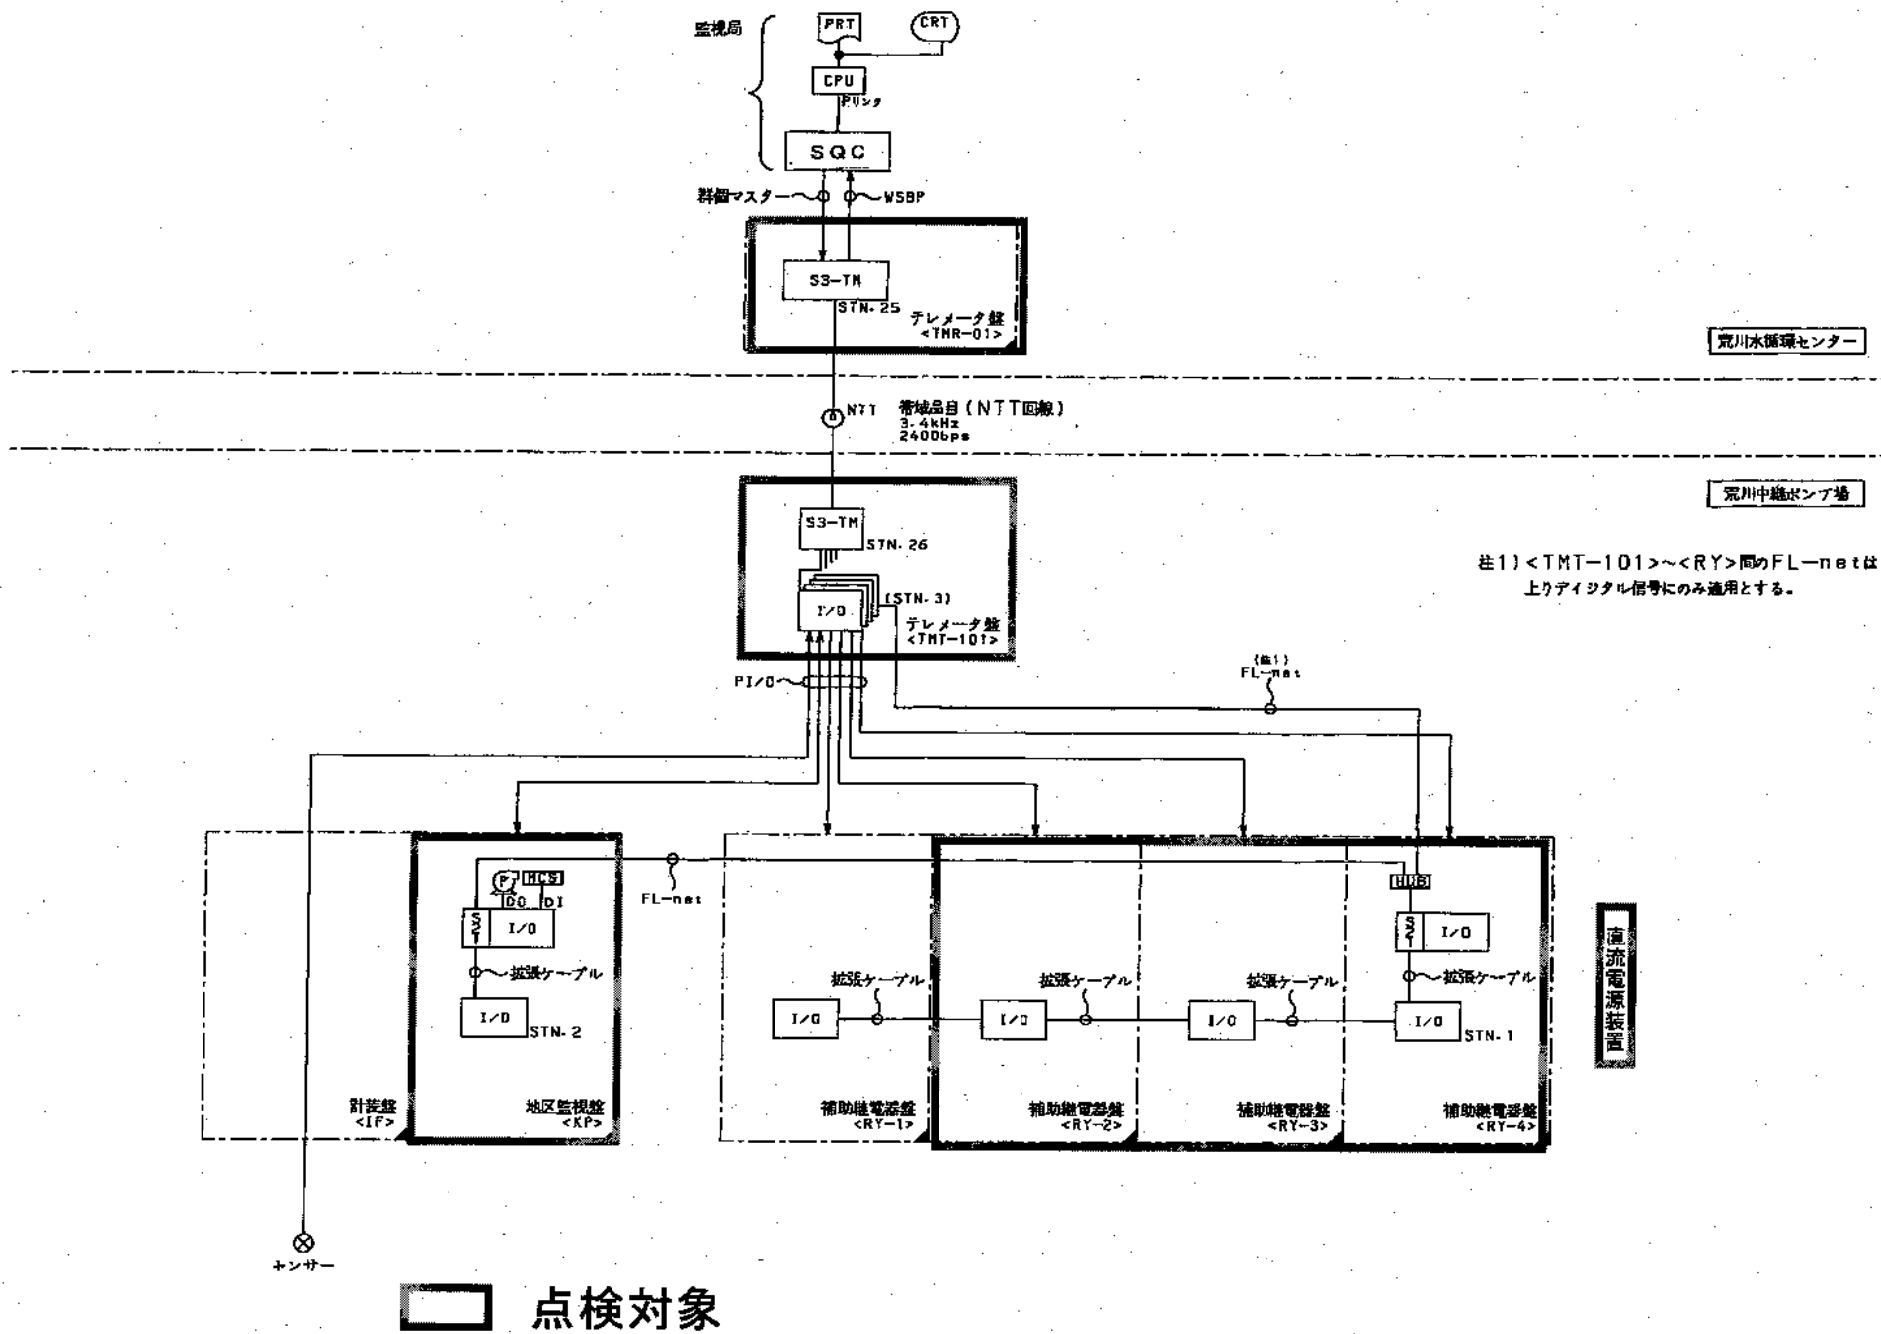 監視局
PRT
CRT
CPU
プリンタ
SQC
群個マスター
WSBP
S3-TM
STN. 25
テレメータ盤
<TMR-01>
荒川水循環センター
NTT
帯域品目(NTT回線)
3.4kHz
2400bps
荒川中継ポンプ場
S3-TM
STN. 26
I/O
(STN. 3)
テレメータ盤
<TMT-101>
注1)<TMT-101>~<RY>間のFL-netは
上りディジタル信号にのみ適用とする。
PI/O
(注1)
FL-net
P
MCS
DO
DI
I/O
拡張ケーブル
I/O
STN. 2
FL-net
計装盤
<IF>
地区監視盤
<KP>
I/O
拡張ケーブル
補助継電器盤
<RY-1>
I/O
拡張ケーブル
補助継電器盤
<RY-2>
I/O
拡張ケーブル
補助継電器盤
<RY-3>
HUB
I/O
拡張ケーブル
I/O
STN. 1
補助継電器盤
<RY-4>
直流電源装置
センサー
点検対象